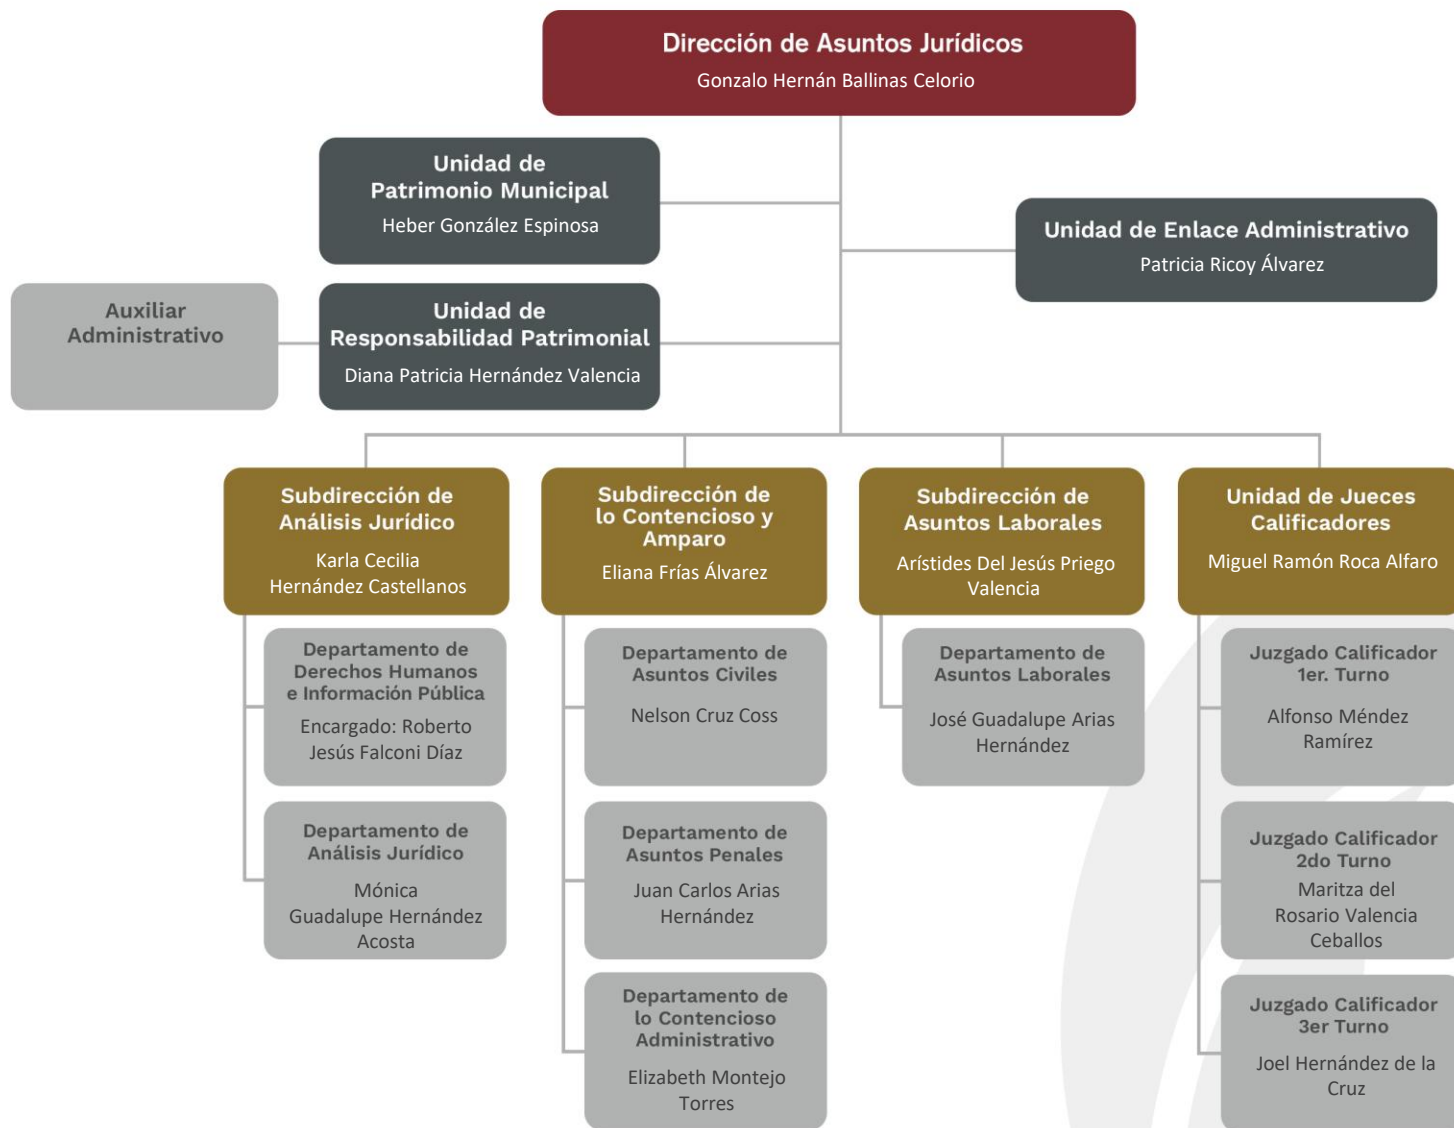 Dirección de Asuntos Jurídicos
Gonzalo Hernán Ballinas Celorio
Unidad de
Patrimonio Municipal
Heber González Espinosa
Unidad de Enlace Administrativo
Patricia Ricoy Álvarez
Auxiliar
Administrativo
Unidad de
Responsabilidad Patrimonial
Diana Patricia Hernández Valencia
Subdirección de
Análisis Jurídico
Karla Cecilia
Hernández Castellanos
Subdirección de
lo Contencioso y
Amparo
Eliana Frías Álvarez
Subdirección de
Asuntos Laborales
Arístides Del Jesús Priego
Valencia
Unidad de Jueces
Calificadores
Miguel Ramón Roca Alfaro
Departamento de
Derechos Humanos
e Información Pública
Encargado: Roberto
Jesús Falconi Díaz
Departamento de
Asuntos Civiles
Nelson Cruz Coss
Departamento de
Asuntos Laborales
José Guadalupe Arias
Hernández
Juzgado Calificador
1er. Turno
Alfonso Méndez
Ramírez
Departamento de
Análisis Jurídico
Mónica
Guadalupe Hernández
Acosta
Departamento de
Asuntos Penales
Juan Carlos Arias
Hernández
Juzgado Calificador
2do Turno
Maritza del
Rosario Valencia
Ceballos
Departamento de
lo Contencioso
Administrativo
Elizabeth Montejo
Torres
Juzgado Calificador
3er Turno
Joel Hernández de la
Cruz